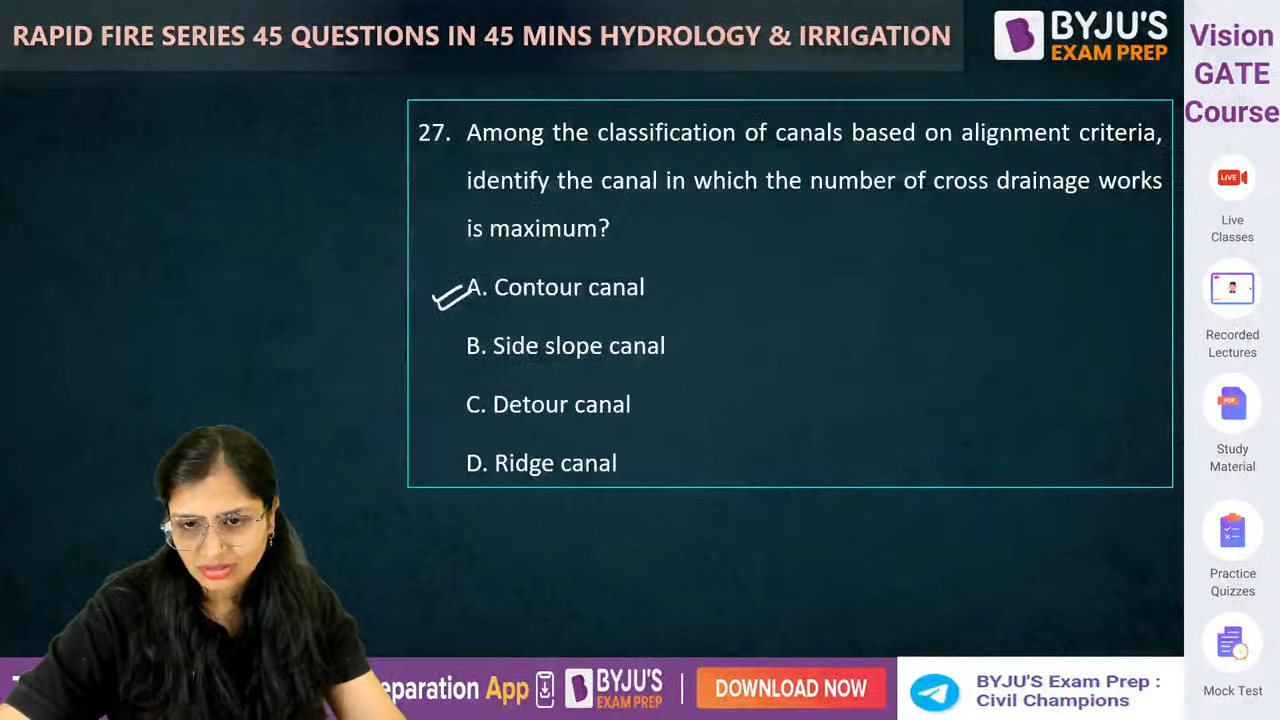 RAPID FIRE SERIES 45 QUESTIONS IN 45 MINS HYDROLOGY & IRRIGATION
BYJU'S
EXAM PREP
Vision
GATE
Course
27. Among the classification of canals based on alignment criteria,
identify the canal in which the number of cross drainage works
is maximum?
A. Contour canal
B. Side slope canal
C. Detour canal
D. Ridge canal
LIVE
Live
Classes
Recorded
Lectures
PDF
Study
Material
Practice
Quizzes
Mock Test
App
BYJU'S
EXAM PREP
DOWNLOAD NOW
BYJU'S Exam Prep :
Civil Champions